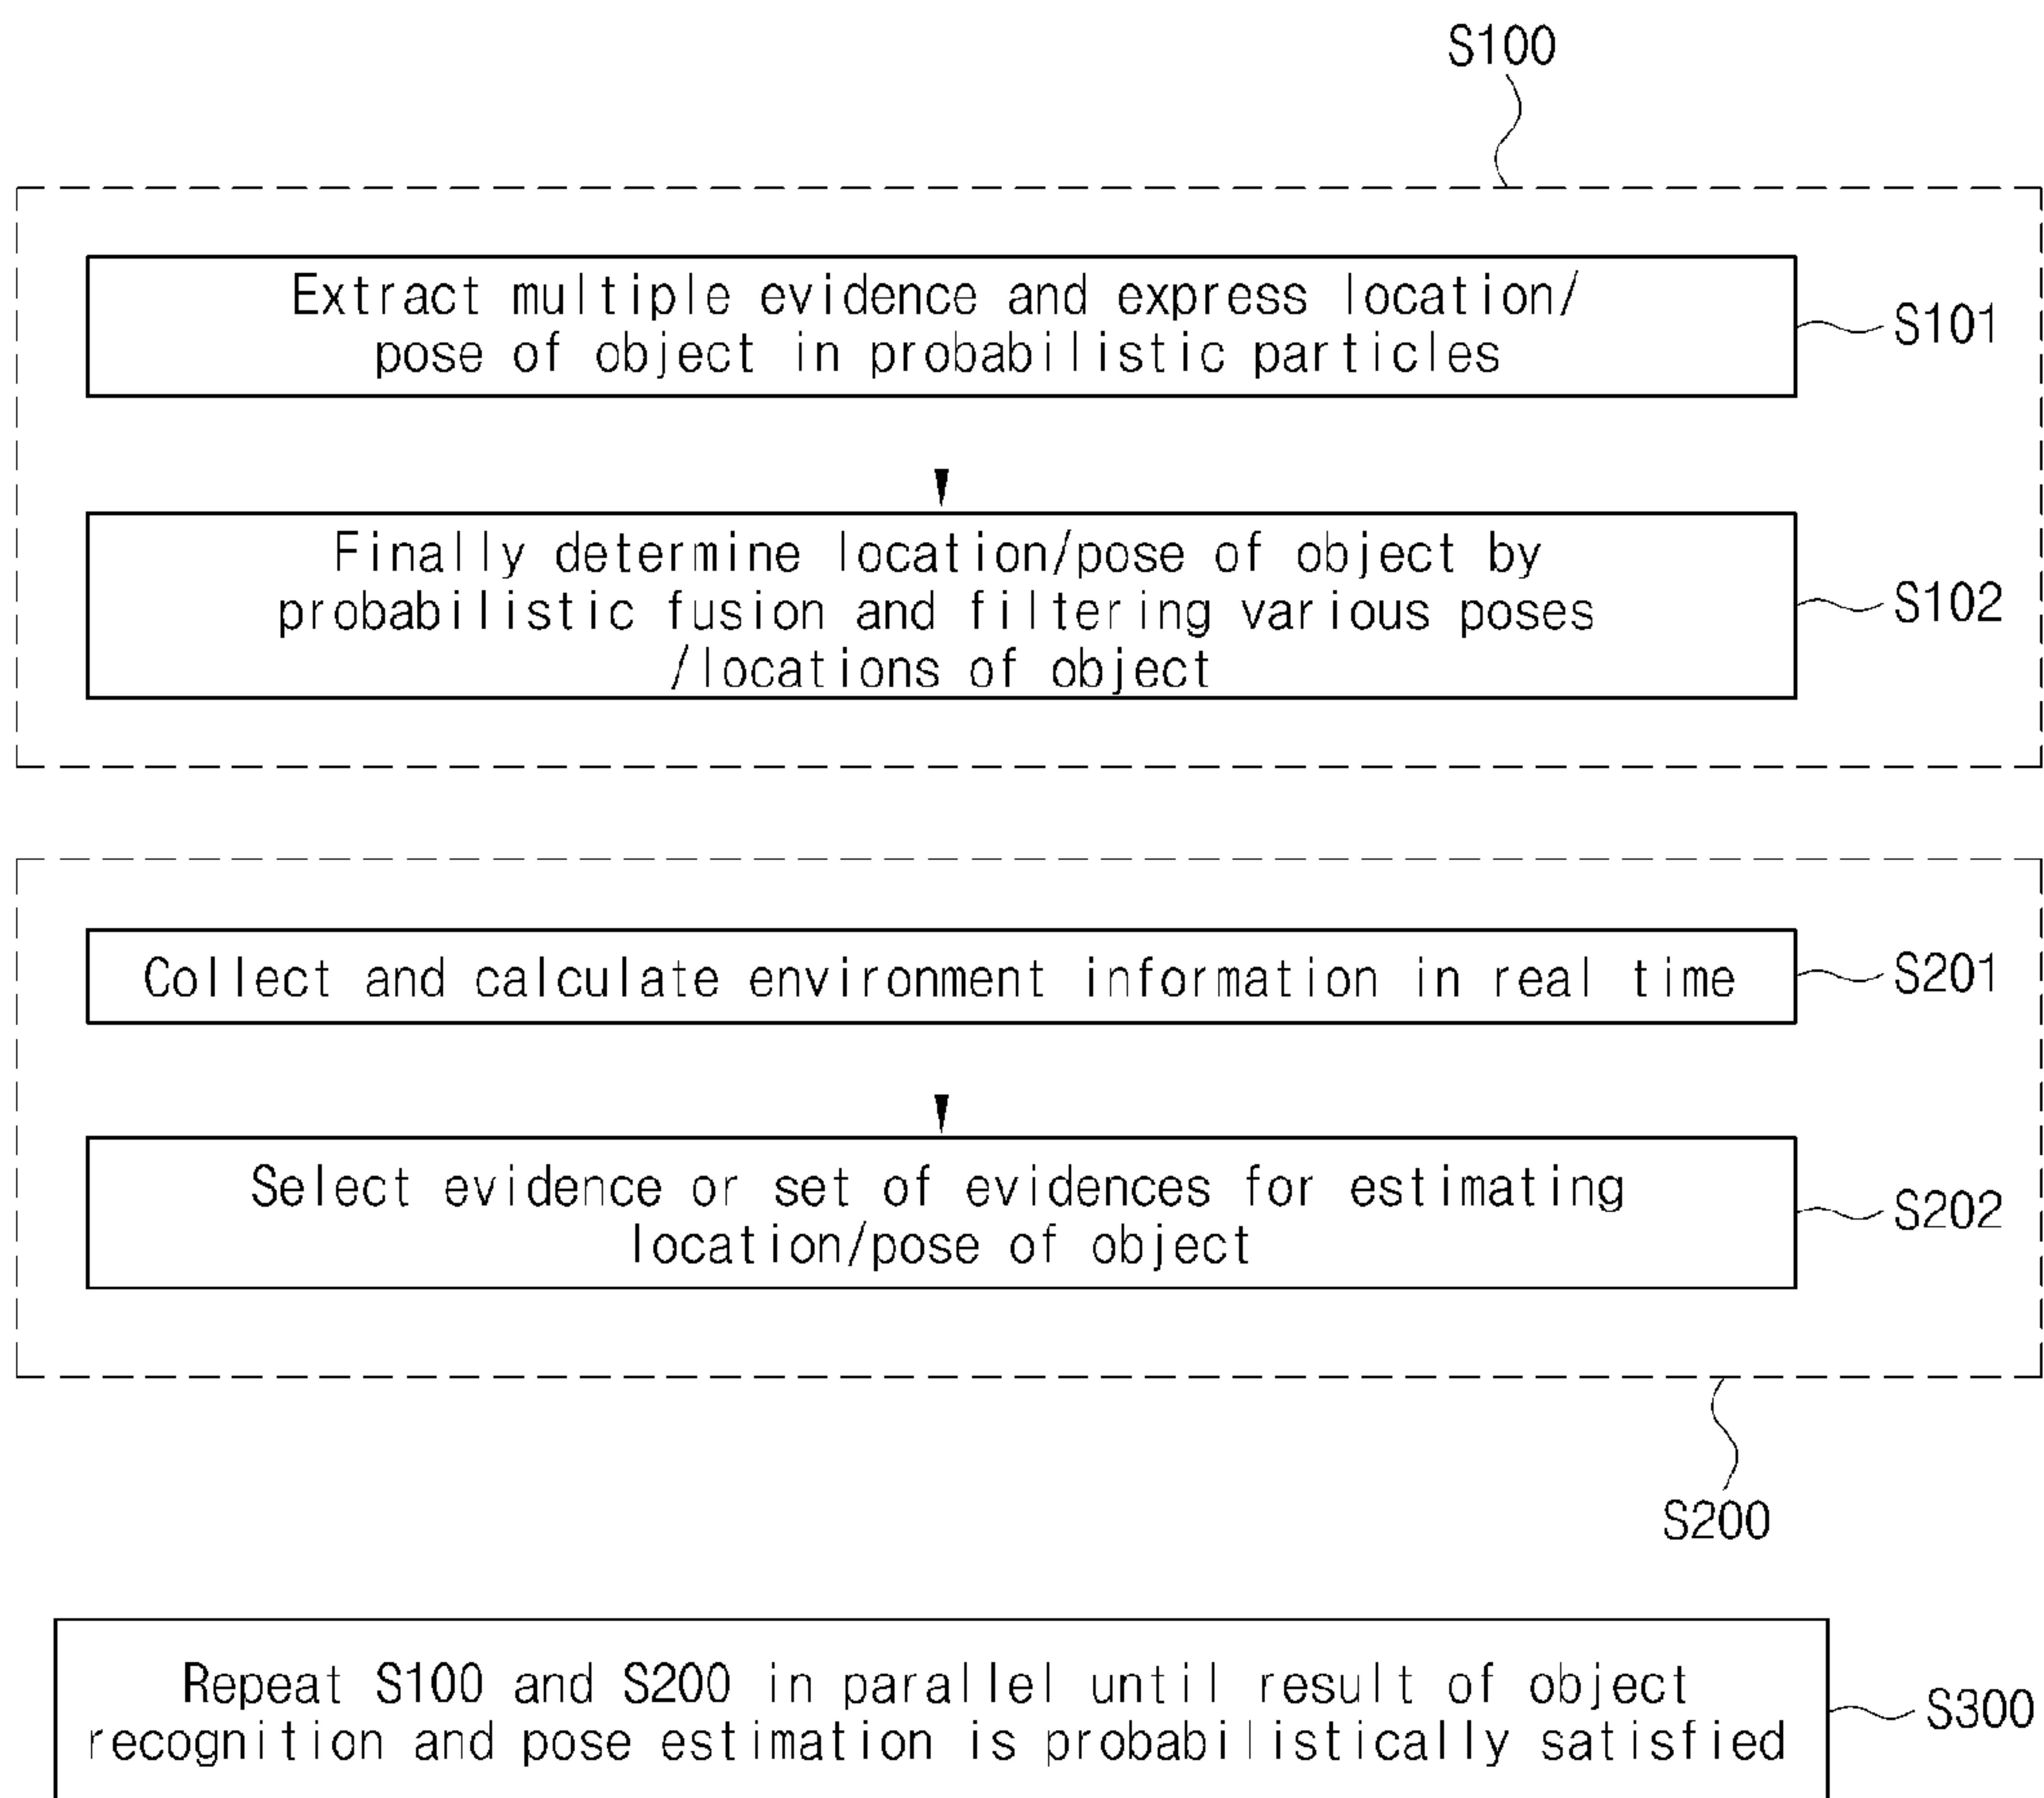 S100
Extract multiple evidence and express location/
pose of object in probabilistic particles
S101
Finally determine location/pose of object by
probabilistic fusion and filtering various poses
/locations of object
S102
Collect and calculate environment information in real time
S201
Select evidence or set of evidences for estimating
location/pose of object
S202
S200
Repeat S100 and S200 in parallel until result of object
recognition and pose estimation is probabilistically satisfied
S300